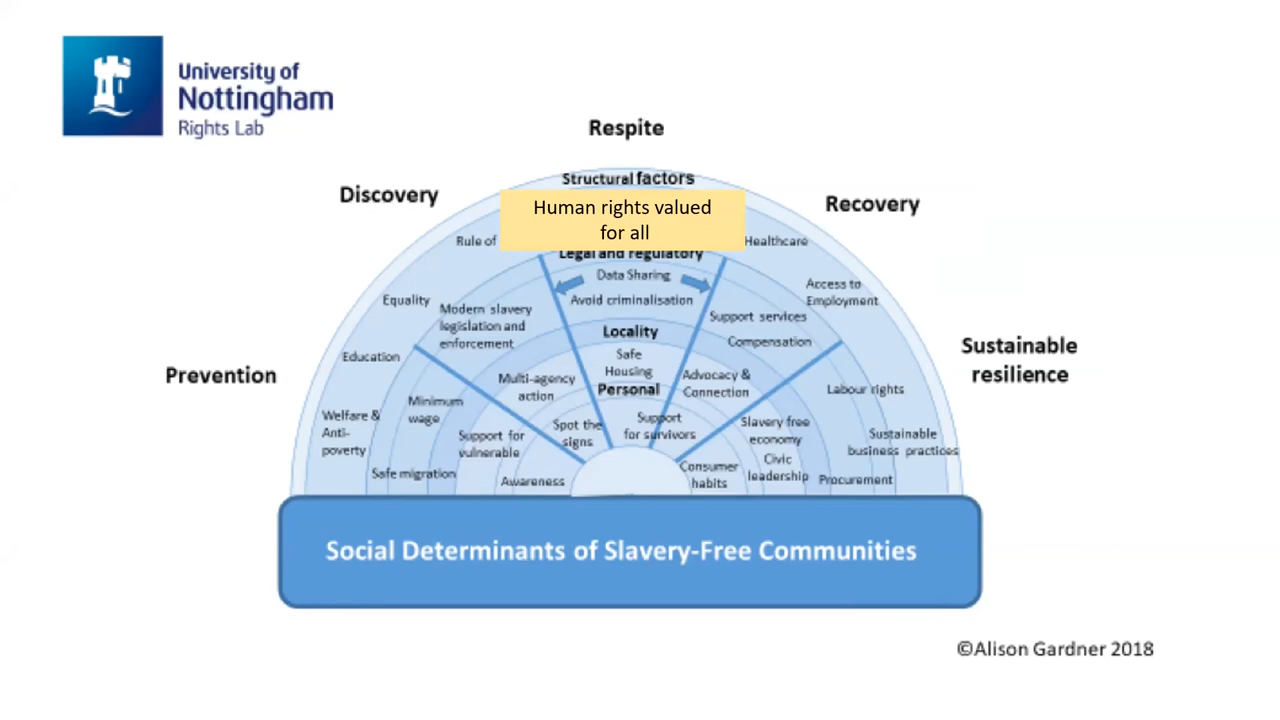 University of
Nottingham
Rights Lab
Respite
Discovery
Recovery
Prevention
Sustainable
resilience
Structural factors
Human rights valued
for all
Rule of
Healthcare
Legal and regulatory
Data Sharing
Avoid criminalisation
Equality
Modern slavery
legislation and
enforcement
Access to
Employment
Support services
Compensation
Locality
Safe
Housing
Personal
Education
Multi-agency
action
Advocacy &
Connection
Labour rights
Minimum
wage
Welfare &
Anti-
poverty
Spot the
signs
Support
for survivors
Slavery free
economy
Support for
vulnerable
Sustainable
business practices
Safe migration
Awareness
Consumer
habits
Civic
leadership
Procurement
Social Determinants of Slavery-Free Communities
©Alison Gardner 2018